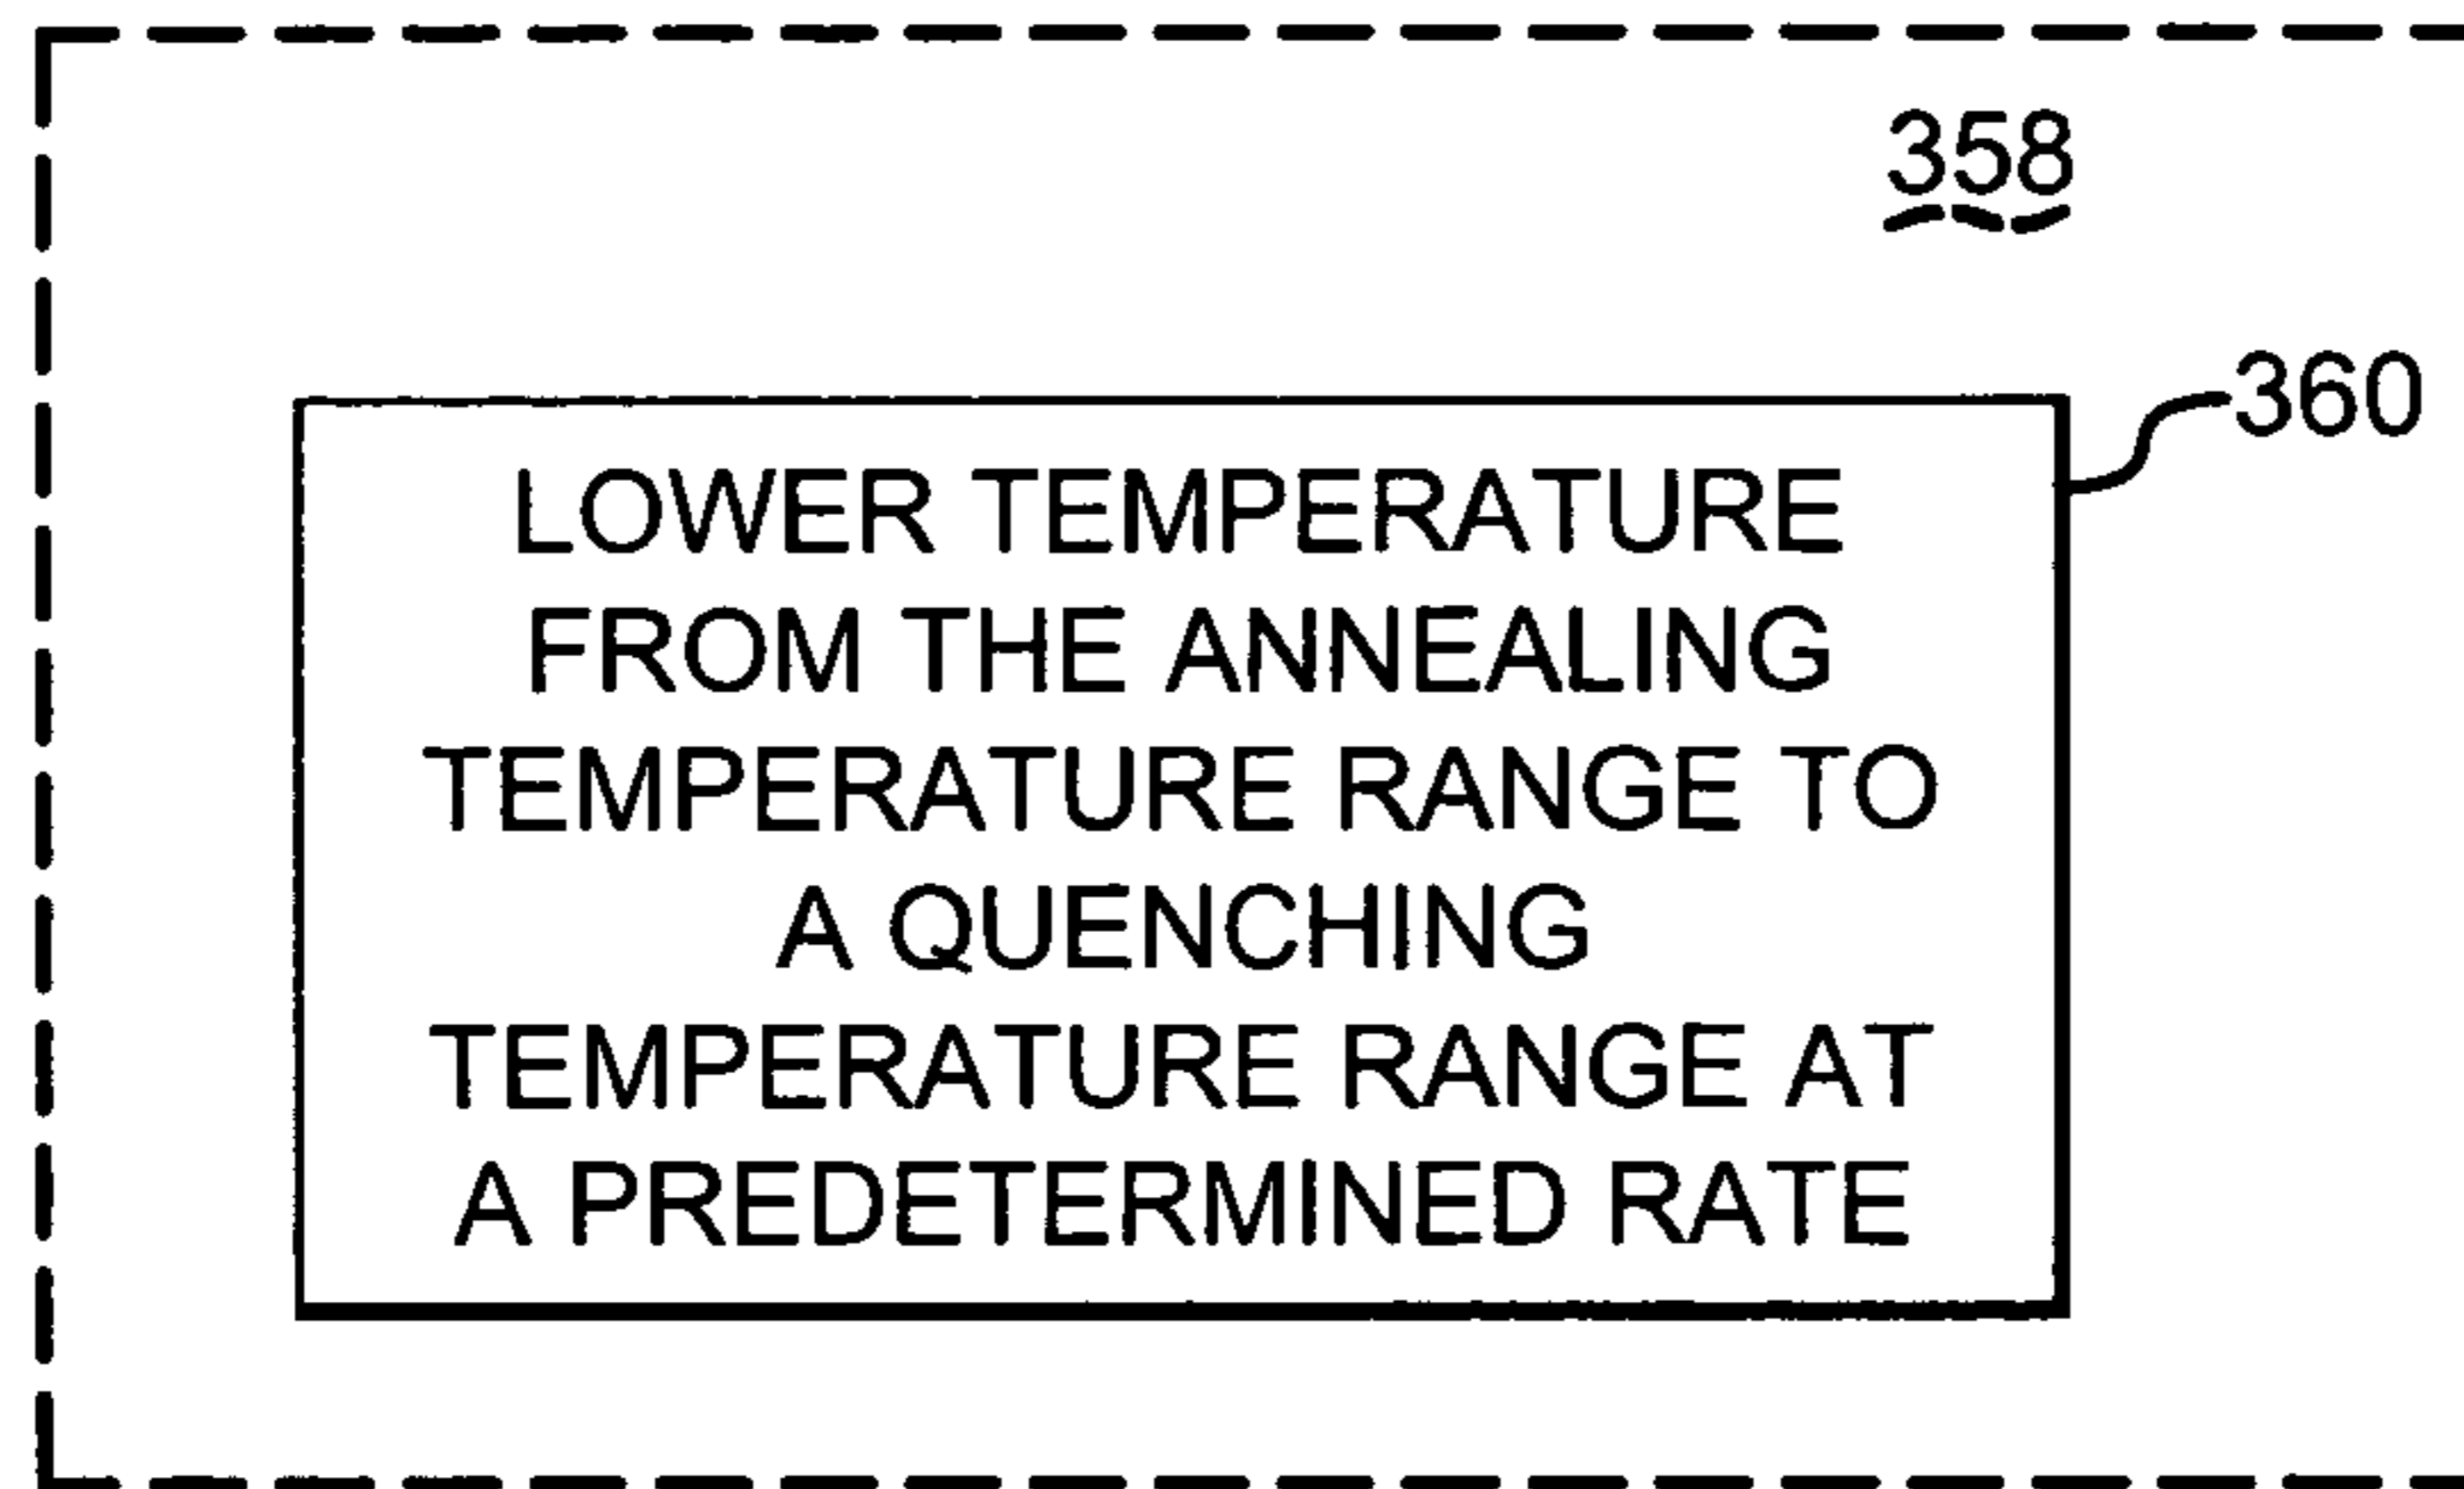 358
360
LOWER TEMPERATURE
FROM THE ANNEALING
TEMPERATURE RANGE TO
A QUENCHING
TEMPERATURE RANGE AT
A PREDETERMINED RATE